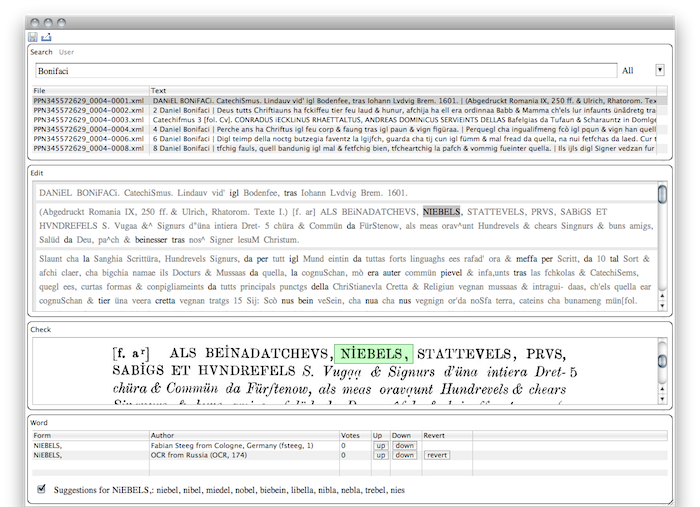 Search User
Bonifaci All
File Text
PPN345572629_0004-0001.xml DANiEL BONiFACi. CatechiSmus. Lindauv vid' igl Bodenfee, tras Iohann Lvdvig Brem. 1601. | (Abgedruckt Romania IX, 250 ff. & Ulrich, Rhatorom. Tex
PPN345572629_0004-0002.xml 2 Daniel Bonifaci | Deus tutts Chriftiauns ha fckiffeu tier feu laud & hunur, afchija ha ell era ordinnaa Babb & Mamma ch'els lur infaunts ünâdretg tra
PPN345572629_0004-0003.xml Catechifmus 3 [fol. Cv]. CONRADUS iECKLINUS RHAETTALTUS, ANDREAS DOMiNiCUS SERViEiNTS DELLAS Bafeglgias da Tufaun & Scharauntz in Domlge
PPN345572629_0004-0004.xml 4 Daniel Bonifaci | Perche ans ha Chriftus igl feu corp & faung tras igl paun & vign figüraa. | Perquegl cha ingualifmeng fcò igl pqun & vign han quell
PPN345572629_0004-0006.xml 6 Daniel Bonifaci | Digl teimp della noctg butzegia faventz la lgijfch, guarda cha tij cun igl fümm & mal fread da quella, na nui fetfchas da laed. Cur t
PPN345572629_0004-0008.xml 8 Daniel Bonifaci | tfchig fauls, quell bandunig igl mal & fetfchig bien, tfcheartchig la pafch & vommig fueinter quella. | Ils ijls digl Signer vedzan fur
Edit
DANiEL BONiFACi. CatechiSmus. Lindauv vid' igl Bodenfee, tras Iohann Lvdvig Brem. 1601.
(Abgedruckt Romania IX, 250 ff. & Ulrich, Rhatorom. Texte I.) [f. ar] ALS BEiNADATCHEVS, NiEBELS, STATTEVELS, PRVS, SABiGS ET
HVNDREFELS S. Vugaa &^ Signurs d"üna intiera Dret- 5 chüra & Commün da FürStenow, als meas orav^unt Hundrevels & chears Singnurs & buns amigs,
Salüd da Deu, pa^ch & beinesser tras nos^ Signer IesuM Christum.
Slaunt cha la Sanghia Scrittüra, Hundrevels Signurs, da per tutt igl Mund eintin da tuttas forts linguaghs ees rafad' ora & meffa per Scritt, da 10 tal Sort &
afchi claer, cha bigchia namae ils Docturs & Mussaas da quella, la cognuSchan, mò era auter commün pievel & infa,unts tras las fchkolas & CatechiSems,
quegl ees, curtas formas & conpigliaments da tutts principals punctgs della ChriStianevla Cretta & Religiun vegnan mussaas & intragui- daas, ch'els quella ear
cognuSchan & tier üna veera cretta vegnan tratgs 15 Sij: Scò nus bein veSein, cha nua cha nus vegnign or'da noSfa terra, cateins cha bunameng mün[fol.
Check
[f. ar] ALS BEiNADATCHEVS, NiEBELS, STATTEVELS, PRVS,
SABiGS ET HVNDREFELS S. Vugąą & Signurs d'üna intiera Dret- 5
chüra & Commün da Fürftenow, als meas oravąunt Hundrevels & chears
Word
Form Author Votes Up Down Revert
NiEBELS, Fabian Steeg from Cologne, Germany (fsteeg, 1) 0 up down
NiEBELS, OCR from Russia (OCR, 174) 0 up down revert
Suggestions for NiEBELS,: niebel, nibel, miedel, nobel, biebein, libella, nibla, nebla, trebel, nies